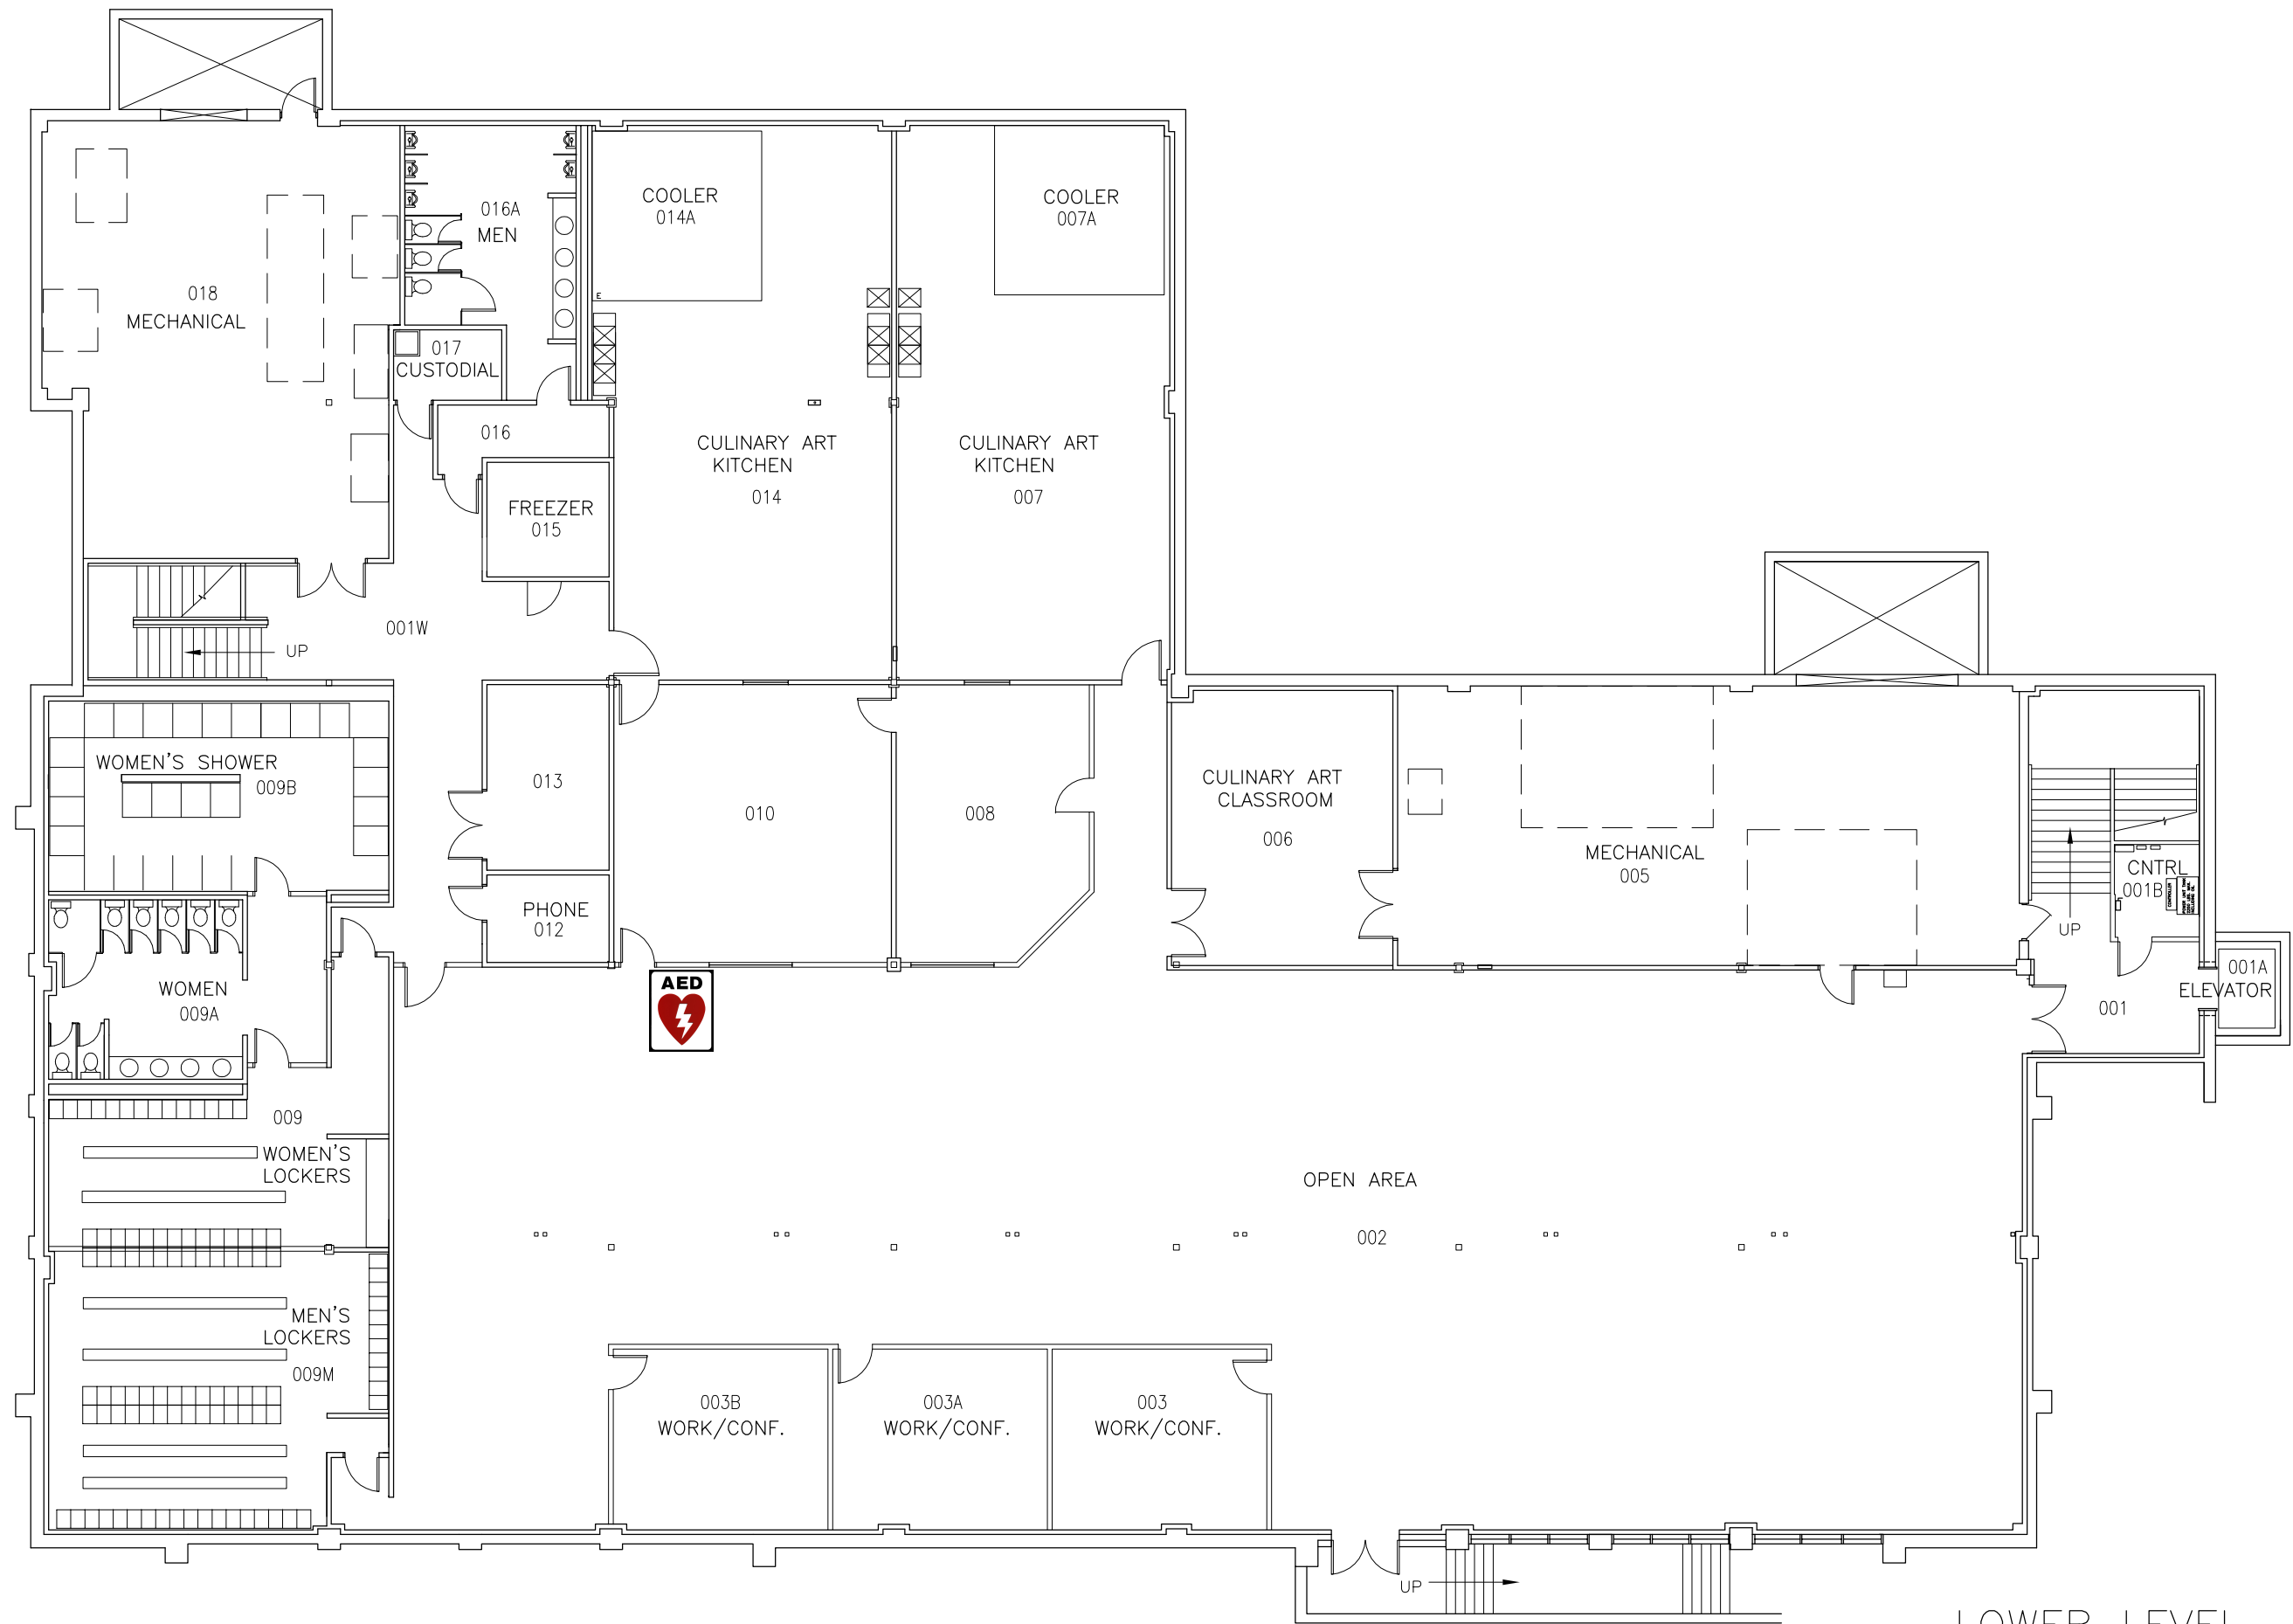 COOLER
014A
COOLER
007A
016A
MEN
018
MECHANICAL
E
017
CUSTODIAL
016
CULINARY ART
KITCHEN
014
CULINARY ART
KITCHEN
007
FREEZER
015
001W
UP
WOMEN'S SHOWER
009B
013
010
008
CULINARY ART
CLASSROOM
006
MECHANICAL
005
CNTRL
001B
CONTROLLER
UP
PHONE
012
WOMEN
009A
AED
001A
ELEVATOR
001
009
WOMEN'S
LOCKERS
OPEN AREA
002
MEN'S
LOCKERS
009M
003B
WORK/CONF.
003A
WORK/CONF.
003
WORK/CONF.
UP
LOWER LEVEL